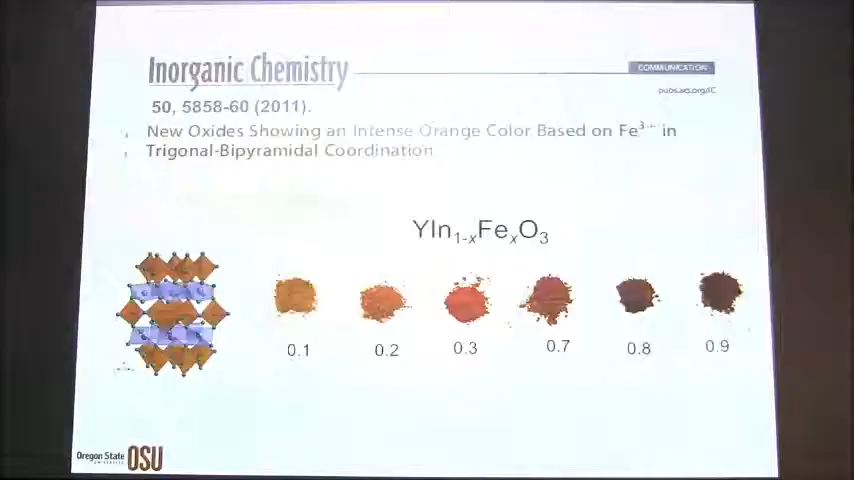 Inorganic Chemistry
COMMUNICATION
pubs.acs.org/IC
50, 5858-60 (2011).
New Oxides Showing an Intense Orange Color Based on Fe³⁺ in
Trigonal-Bipyramidal Coordination
YIn₁₋ₓFeₓO₃
0.1 0.2 0.3 0.7 0.8 0.9
Oregon State
UNIVERSITY
OSU